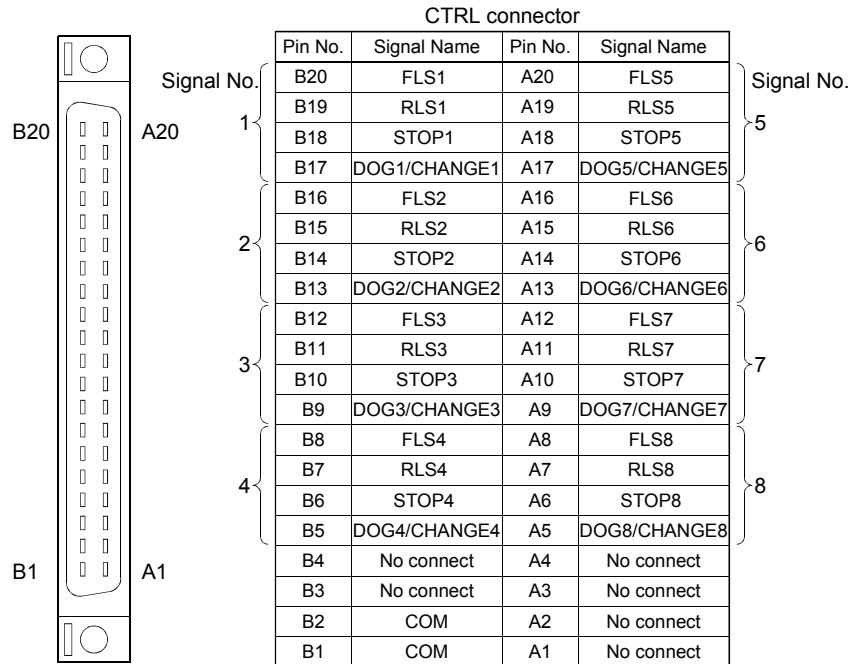 CTRL connector
Pin No. Signal Name Pin No. Signal Name
Signal No. B20 FLS1 A20 FLS5 Signal No.
B19 RLS1 A19 RLS5
1 5
B20 A20 B18 STOP1 A18 STOP5
B17 DOG1/CHANGE1 A17 DOG5/CHANGE5
B16 FLS2 A16 FLS6
B15 RLS2 A15 RLS6
2 6
B14 STOP2 A14 STOP6
B13 DOG2/CHANGE2 A13 DOG6/CHANGE6
B12 FLS3 A12 FLS7
B11 RLS3 A11 RLS7
3 7
B10 STOP3 A10 STOP7
B9 DOG3/CHANGE3 A9 DOG7/CHANGE7
B8 FLS4 A8 FLS8
B7 RLS4 A7 RLS8
4 8
B6 STOP4 A6 STOP8
B5 DOG4/CHANGE4 A5 DOG8/CHANGE8
B1 A1 B4 No connect A4 No connect
B3 No connect A3 No connect
B2 COM A2 No connect
B1 COM A1 No connect